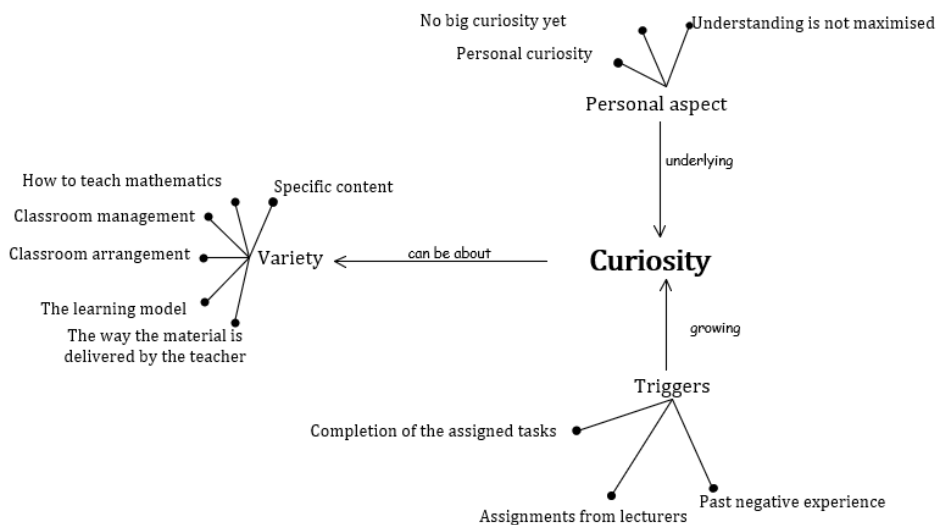 No big curiosity yet
Understanding is not maximised
Personal curiosity
Personal aspect
underlying
How to teach mathematics
Specific content
Classroom management
Classroom arrangement
Variety
can be about
Curiosity
The learning model
The way the material is
delivered by the teacher
growing
Triggers
Completion of the assigned tasks
Past negative experience
Assignments from lecturers